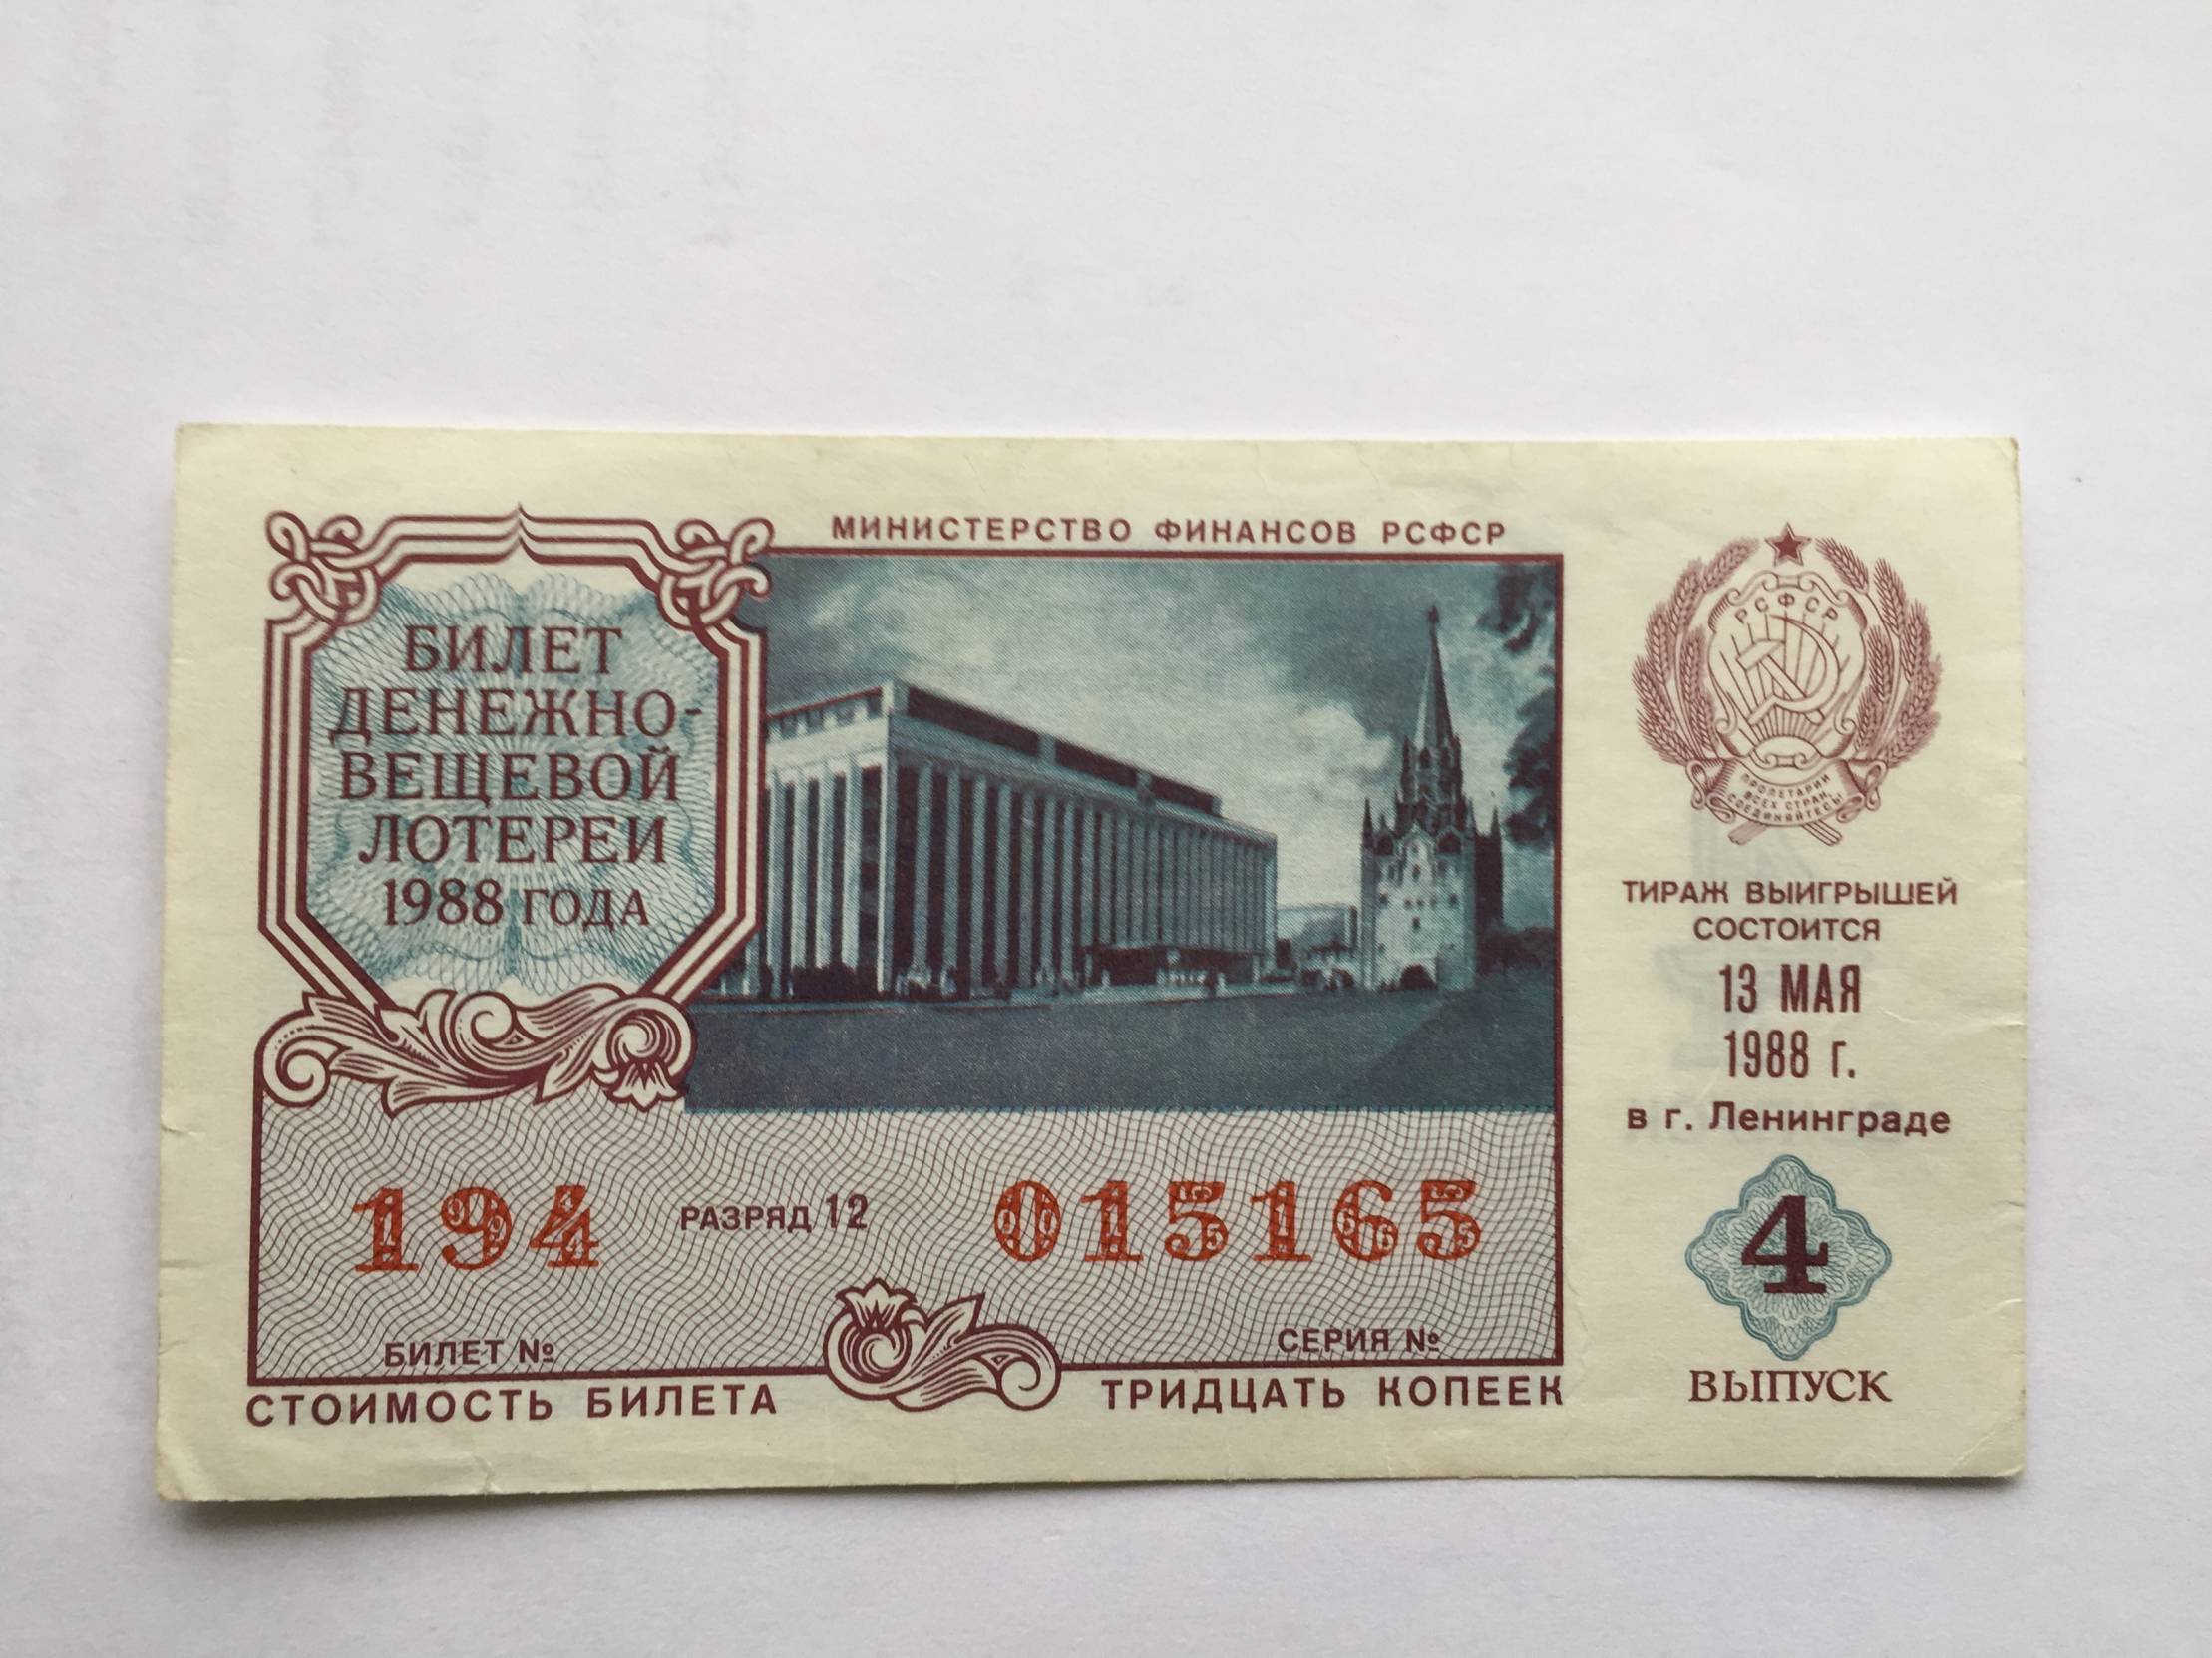 МИНИСТЕРСТВО ФИНАНСОВ РСФСР
БИЛЕТ
ДЕНЕЖНО-
ВЕЩЕВОЙ
ЛОТЕРЕИ
1988 ГОДА
194
РАЗРЯД 12
015165
БИЛЕТ №
СЕРИЯ №
СТОИМОСТЬ БИЛЕТА
ТРИДЦАТЬ КОПЕЕК
РСФСР
ПРОЛЕТАРИИ
ВСЕХ СТРАН,
СОЕДИНЯЙТЕСЬ!
ТИРАЖ ВЫИГРЫШЕЙ
СОСТОИТСЯ
13 МАЯ
1988 г.
в г. Ленинграде
4
ВЫПУСК